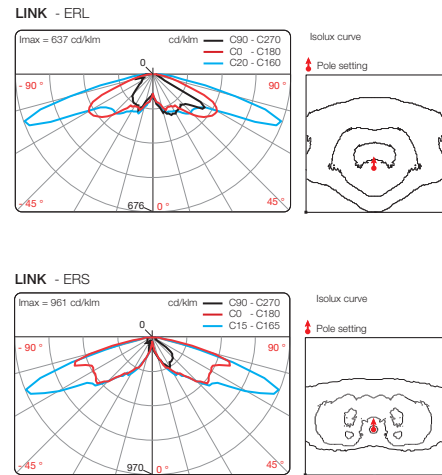 LINK - ERL
Imax = 637 cd/klm
cd/klm
C90 - C270
C0 - C180
C20 - C160
0
- 90 °
90 °
- 45 °
45 °
676
0 °
Isolux curve
Pole setting
LINK - ERS
Imax = 961 cd/klm
cd/klm
C90 - C270
C0 - C180
C15 - C165
0
- 90 °
90 °
- 45 °
45 °
970
0 °
Isolux curve
Pole setting